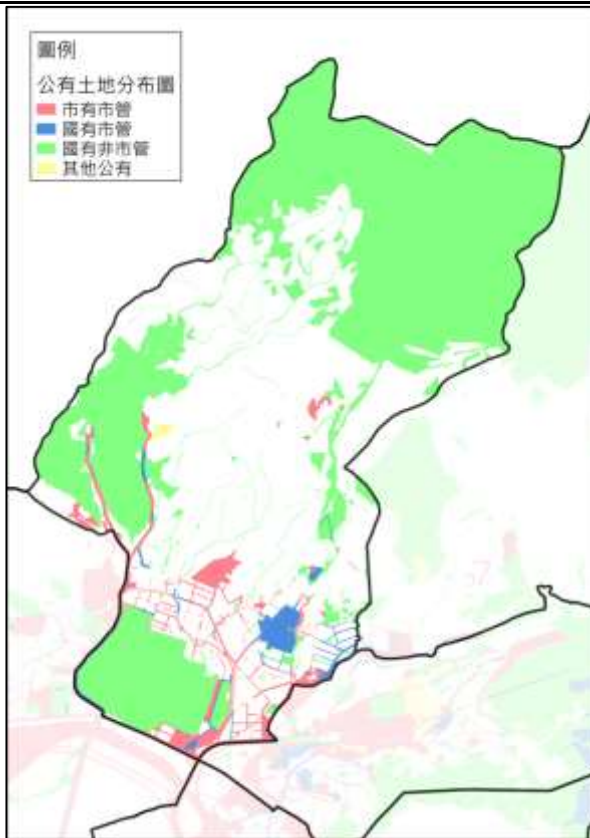 圖例
公有土地分布圖
市有市管
國有市管
國有非市管
其他公有